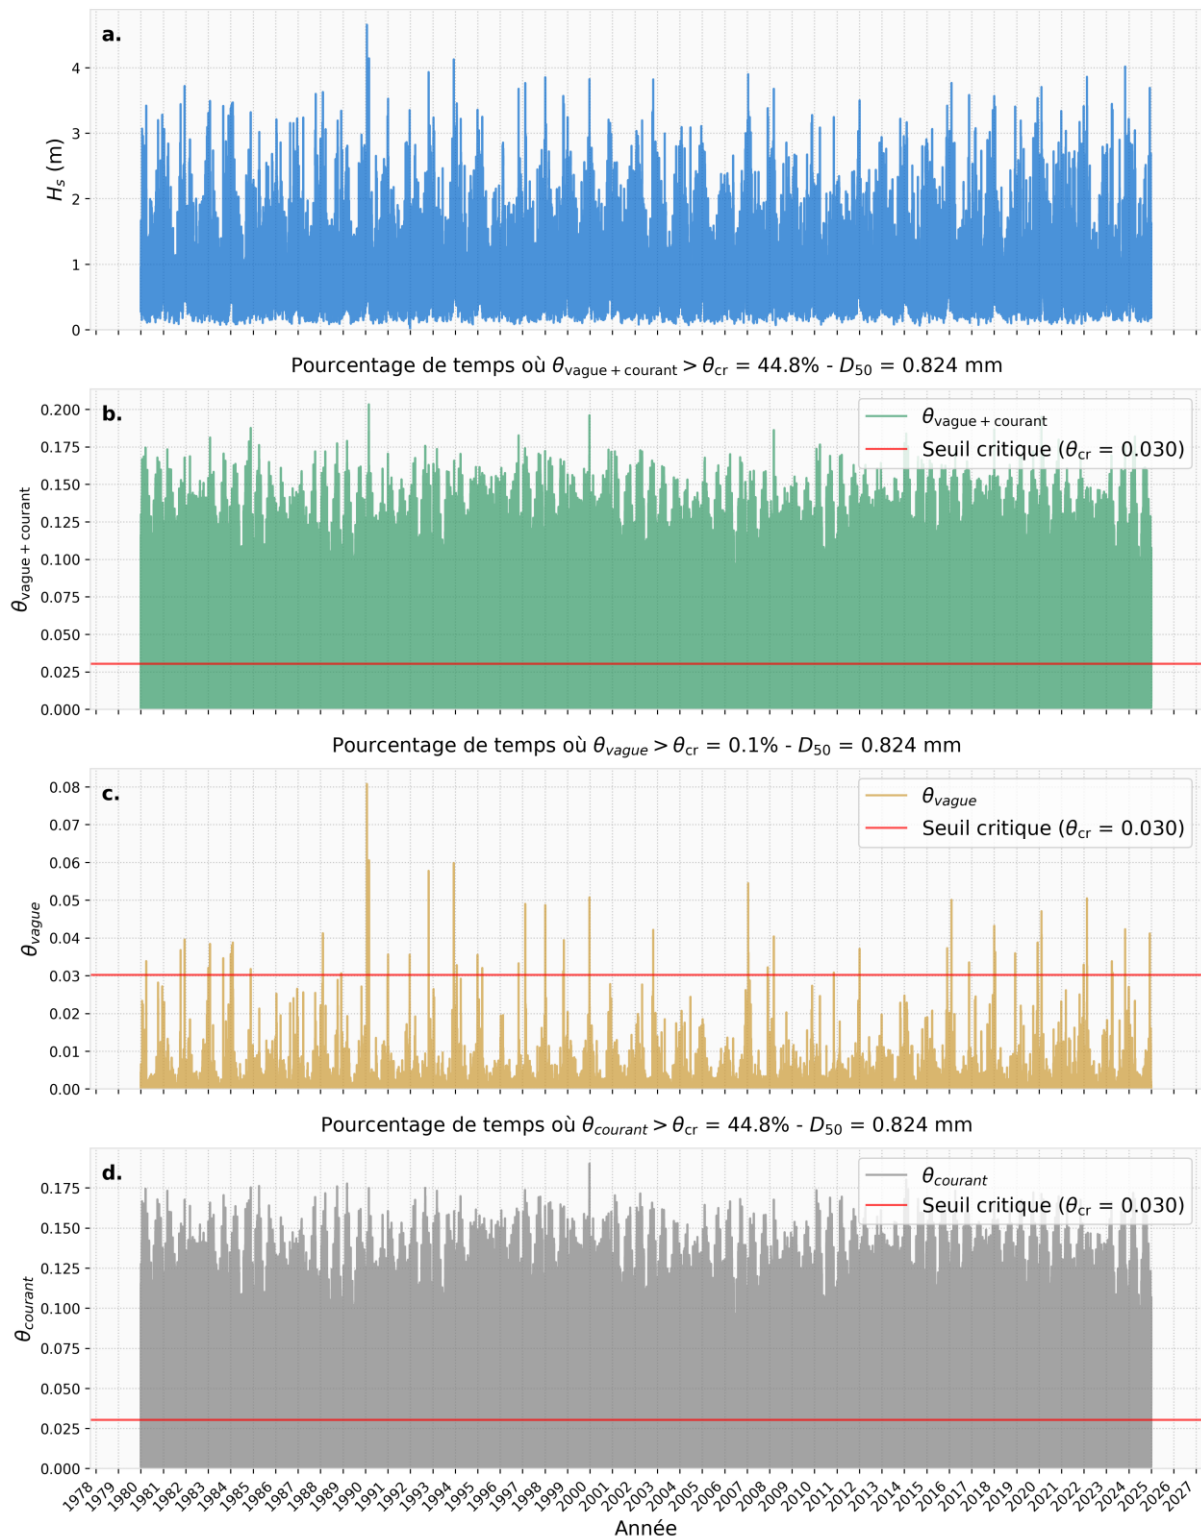 a.
4
3
2
1
0
H_s (m)
Pourcentage de temps où θ_vague + courant > θ_cr = 44.8% - D_50 = 0.824 mm
b.
θ_vague + courant
Seuil critique (θ_cr = 0.030)
0.200
0.175
0.150
0.125
0.100
0.075
0.050
0.025
0.000
θ_vague + courant
Pourcentage de temps où θ_vague > θ_cr = 0.1% - D_50 = 0.824 mm
c.
θ_vague
Seuil critique (θ_cr = 0.030)
0.08
0.07
0.06
0.05
0.04
0.03
0.02
0.01
0.00
θ_vague
Pourcentage de temps où θ_courant > θ_cr = 44.8% - D_50 = 0.824 mm
d.
θ_courant
Seuil critique (θ_cr = 0.030)
0.175
0.150
0.125
0.100
0.075
0.050
0.025
0.000
θ_courant
1978 1979 1980 1981 1982 1983 1984 1985 1986 1987 1988 1989 1990 1991 1992 1993 1994 1995 1996 1997 1998 1999 2000 2001 2002 2003 2004 2005 2006 2007 2008 2009 2010 2011 2012 2013 2014 2015 2016 2017 2018 2019 2020 2021 2022 2023 2024 2025 2026 2027
Année